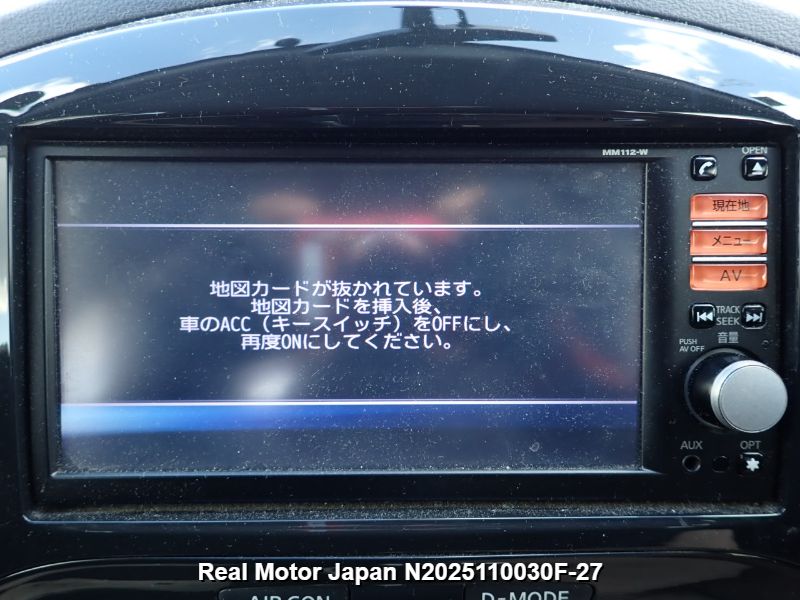 MM112-W
OPEN
現在地
メニュー
AV
地図カードが抜かれています。
地図カードを挿入後、
車のACC（キースイッチ）をOFFにし、
再度ONにしてください。
TRACK
SEEK
音量
PUSH
AV OFF
AUX
OPT
AIR CON
D-MODE
Real Motor Japan N2025110030F-27